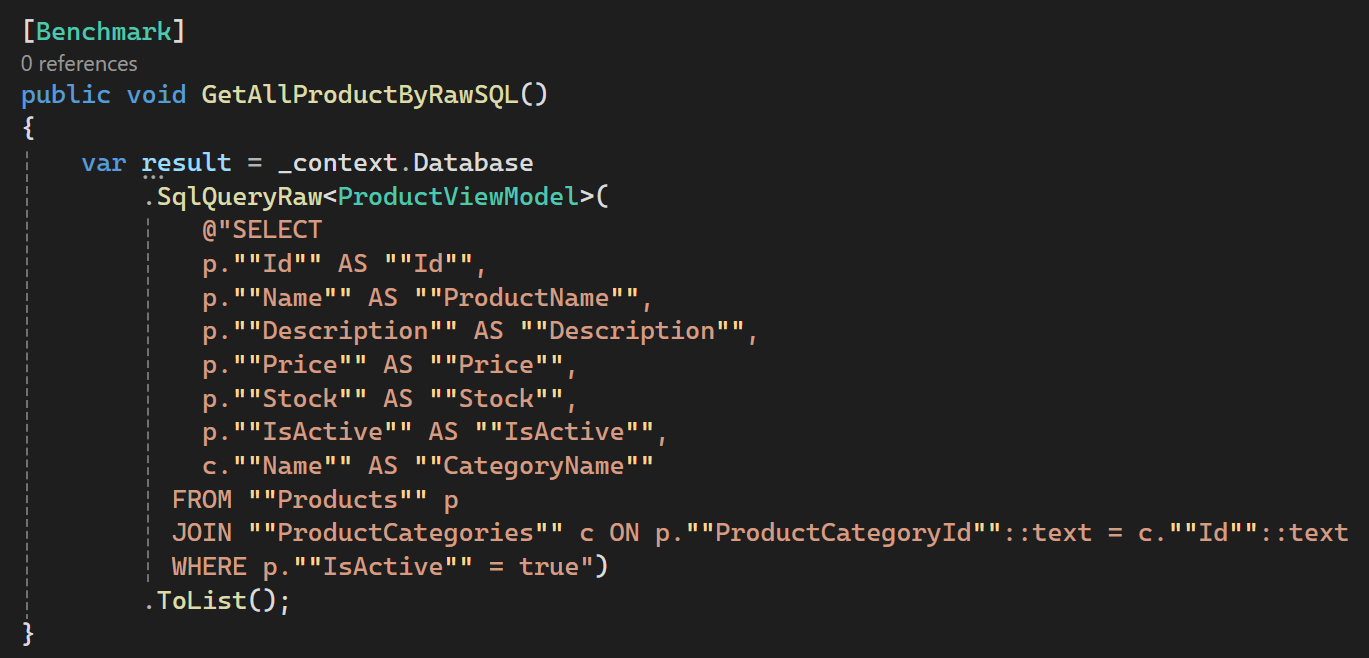 [Benchmark]
0 references
public void GetAllProductByRawSQL()
{
    var result = _context.Database
        .SqlQueryRaw<ProductViewModel>(
            @"SELECT
            p.""Id"" AS ""Id"",
            p.""Name"" AS ""ProductName"",
            p.""Description"" AS ""Description"",
            p.""Price"" AS ""Price"",
            p.""Stock"" AS ""Stock"",
            p.""IsActive"" AS ""IsActive"",
            c.""Name"" AS ""CategoryName""
          FROM ""Products"" p
          JOIN ""ProductCategories"" c ON p.""ProductCategoryId""::text = c.""Id""::text
          WHERE p.""IsActive"" = true")
        .ToList();
}